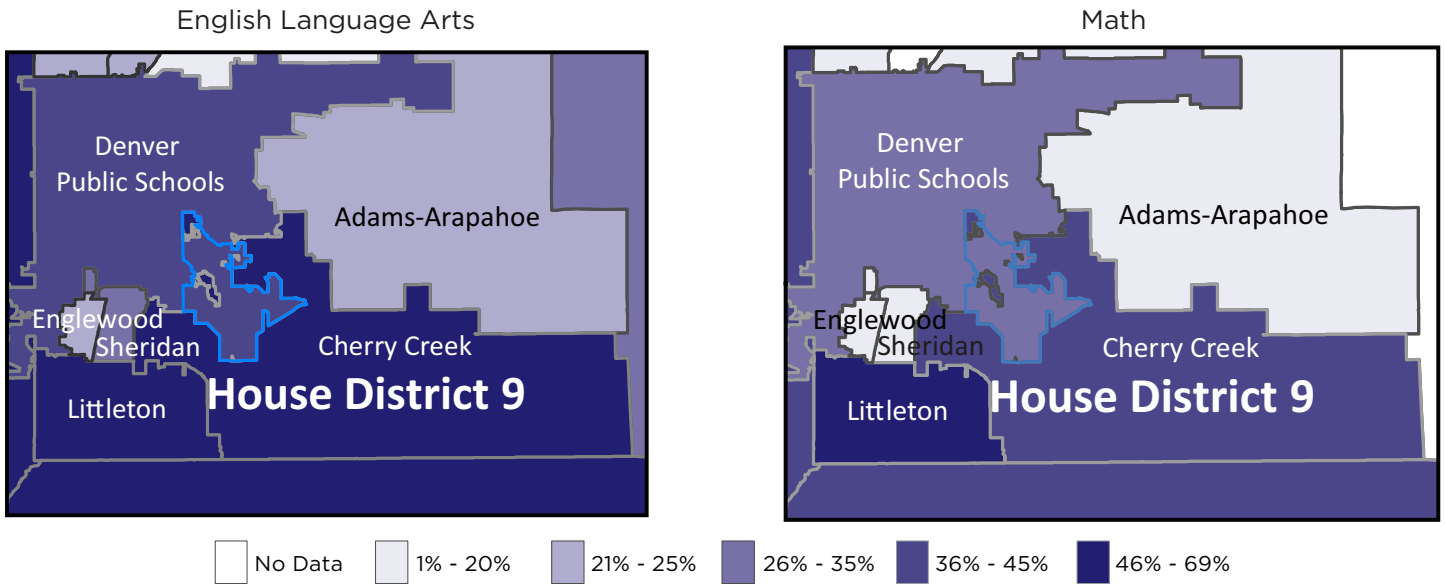 English Language Arts
Denver
Public Schools
Adams-Arapahoe
Englewood
Sheridan
Cherry Creek
House District 9
Littleton
Math
Denver
Public Schools
Adams-Arapahoe
Englewood
Sheridan
Cherry Creek
House District 9
Littleton
No Data
1% - 20%
21% - 25%
26% - 35%
36% - 45%
46% - 69%